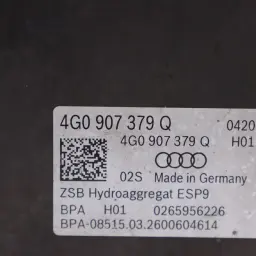 4G0 907 379 Q 0420
4G0 907 379 Q H01
02S Made in Germany
ZSB Hydroaggregat ESP9
BPA H01 0265956226
BPA-08515.03.2600604614